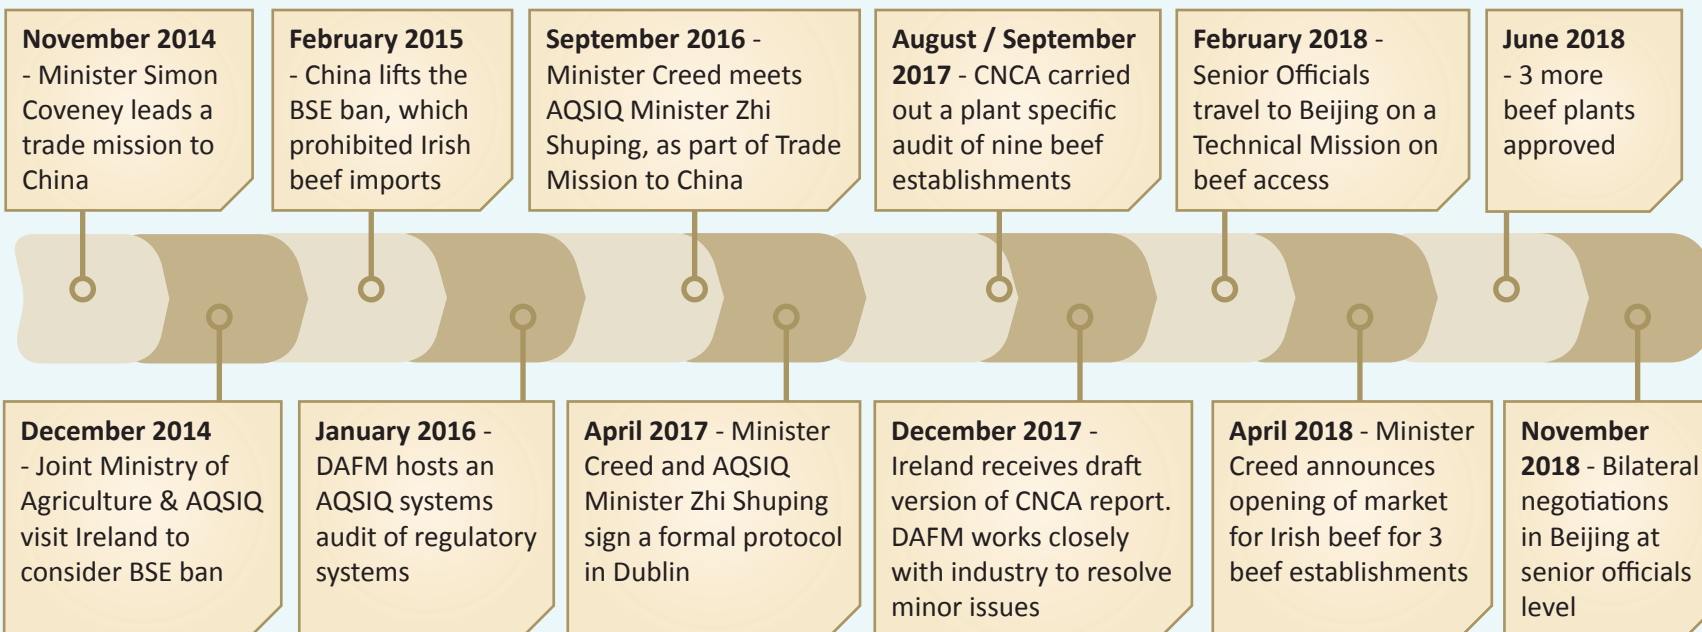 November 2014
- Minister Simon
Coveney leads a
trade mission to
China
February 2015
- China lifts the
BSE ban, which
prohibited Irish
beef imports
September 2016 -
Minister Creed meets
AQSIQ Minister Zhi
Shuping, as part of Trade
Mission to China
August / September
2017 - CNCA carried
out a plant specific
audit of nine beef
establishments
February 2018 -
Senior Officials
travel to Beijing on a
Technical Mission on
beef access
June 2018
- 3 more
beef plants
approved
December 2014
- Joint Ministry of
Agriculture & AQSIQ
visit Ireland to
consider BSE ban
January 2016 -
DAFM hosts an
AQSIQ systems
audit of regulatory
systems
April 2017 - Minister
Creed and AQSIQ
Minister Zhi Shuping
sign a formal protocol
in Dublin
December 2017 -
Ireland receives draft
version of CNCA report.
DAFM works closely
with industry to resolve
minor issues
April 2018 - Minister
Creed announces
opening of market
for Irish beef for 3
beef establishments
November
2018 - Bilateral
negotiations
in Beijing at
senior officials
level